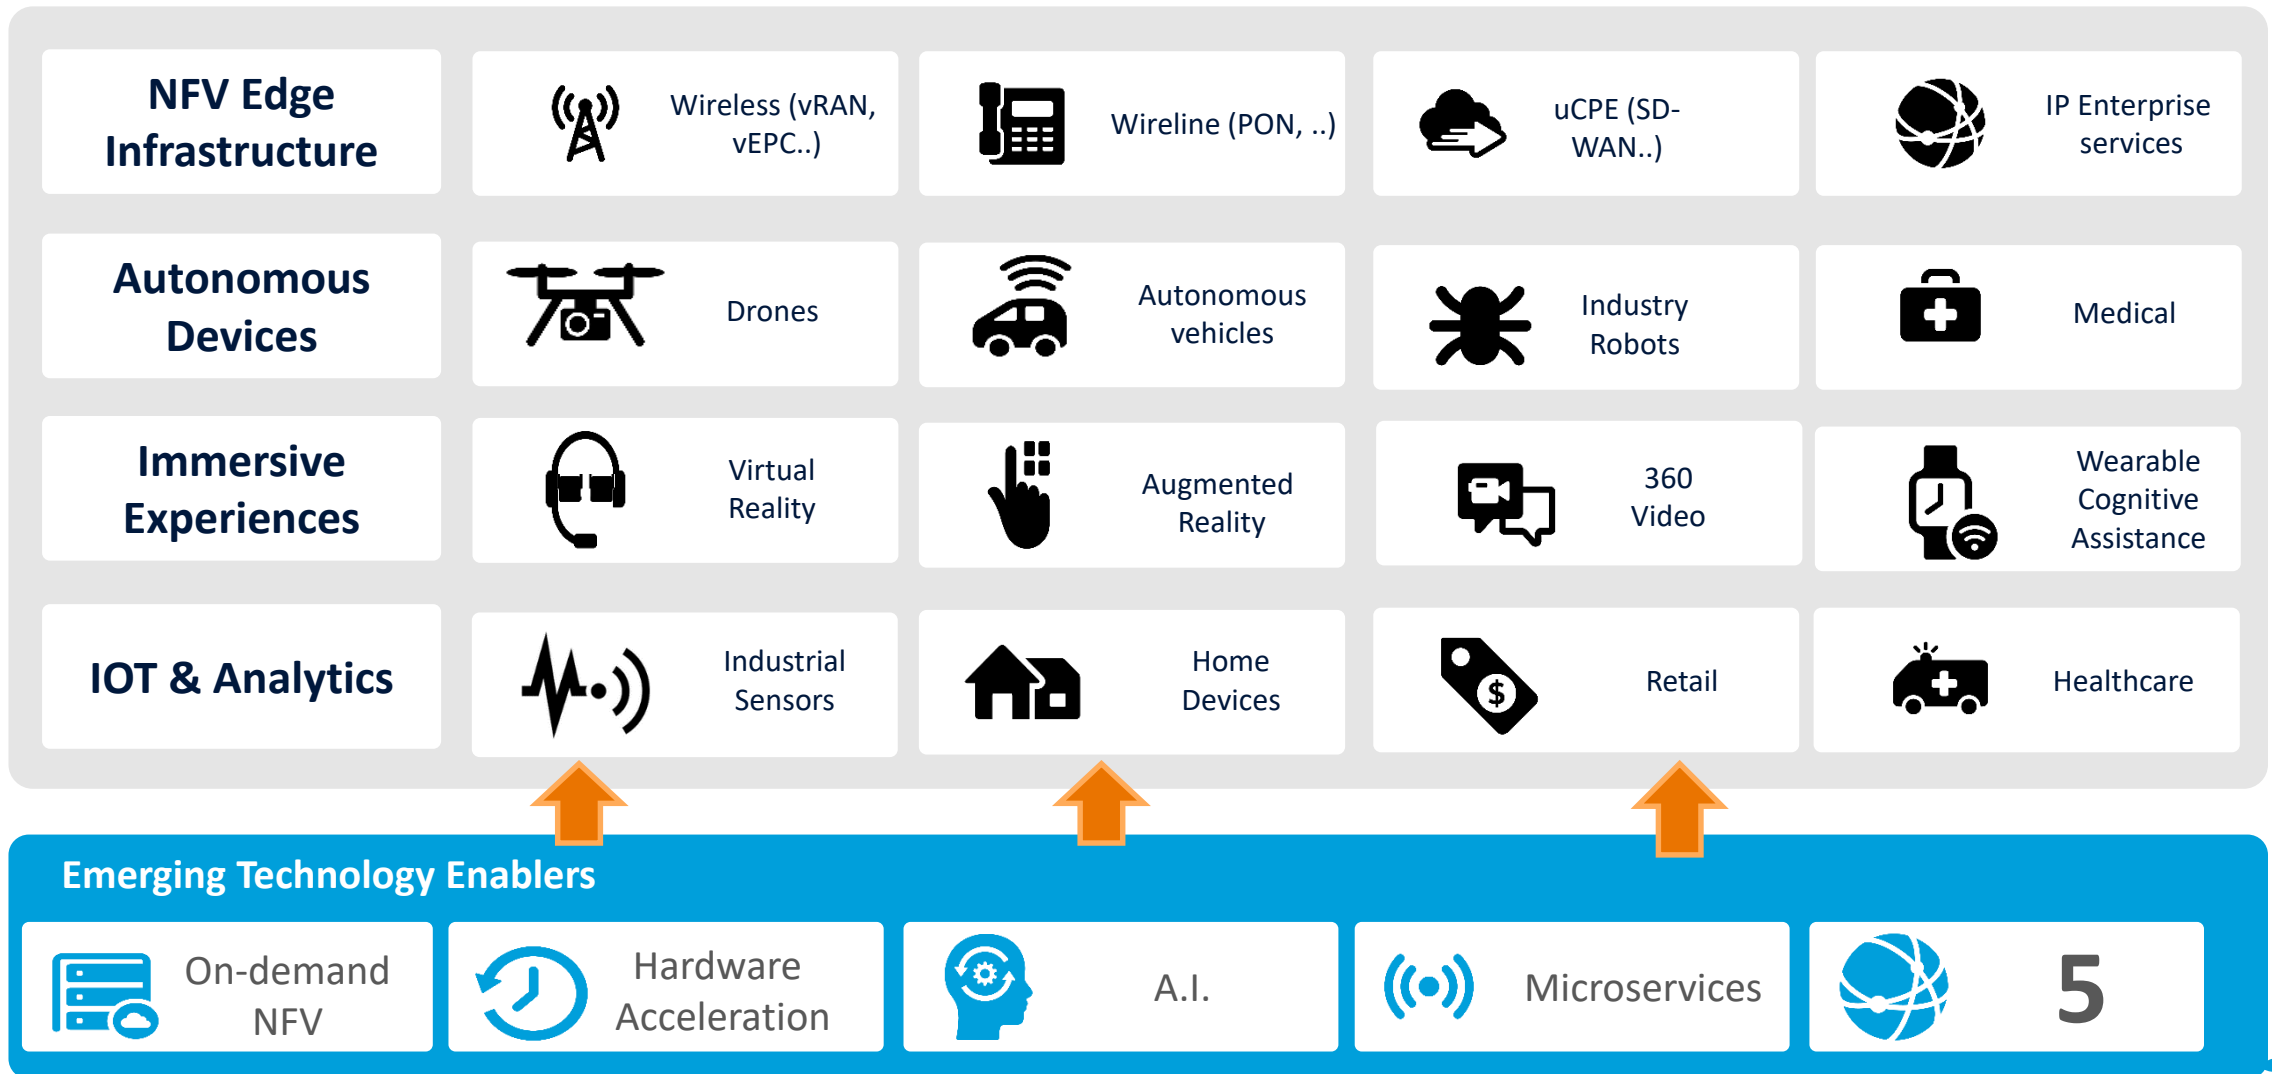 NFV Edge
Infrastructure
Wireless (vRAN,
vEPC..)
Wireline (PON, ..)
uCPE (SD-
WAN..)
IP Enterprise
services
Autonomous
Devices
Drones
Autonomous
vehicles
Industry
Robots
Medical
Immersive
Experiences
Virtual
Reality
Augmented
Reality
360
Video
Wearable
Cognitive
Assistance
IOT & Analytics
Industrial
Sensors
Home
Devices
$
Retail
Healthcare
Emerging Technology Enablers
On-demand
NFV
Hardware
Acceleration
A.I.
Microservices
5